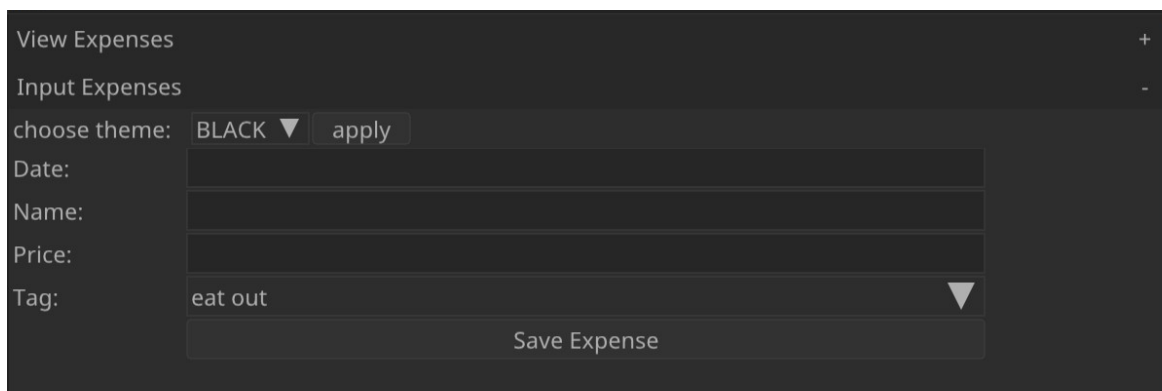 View Expenses +
Input Expenses -
choose theme: BLACK ▼ apply
Date:
Name:
Price:
Tag: eat out ▼
Save Expense